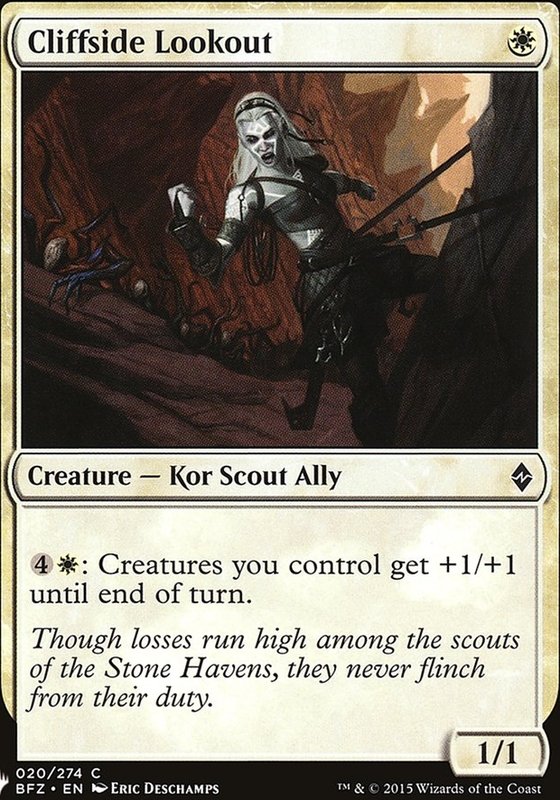 Cliffside Lookout
Creature — Kor Scout Ally
4: Creatures you control get +1/+1
until end of turn.
Though losses run high among the scouts
of the Stone Havens, they never flinch
from their duty.
1/1
020/274 C
BFZ • EN Eric Deschamps
™ & © 2015 Wizards of the Coast